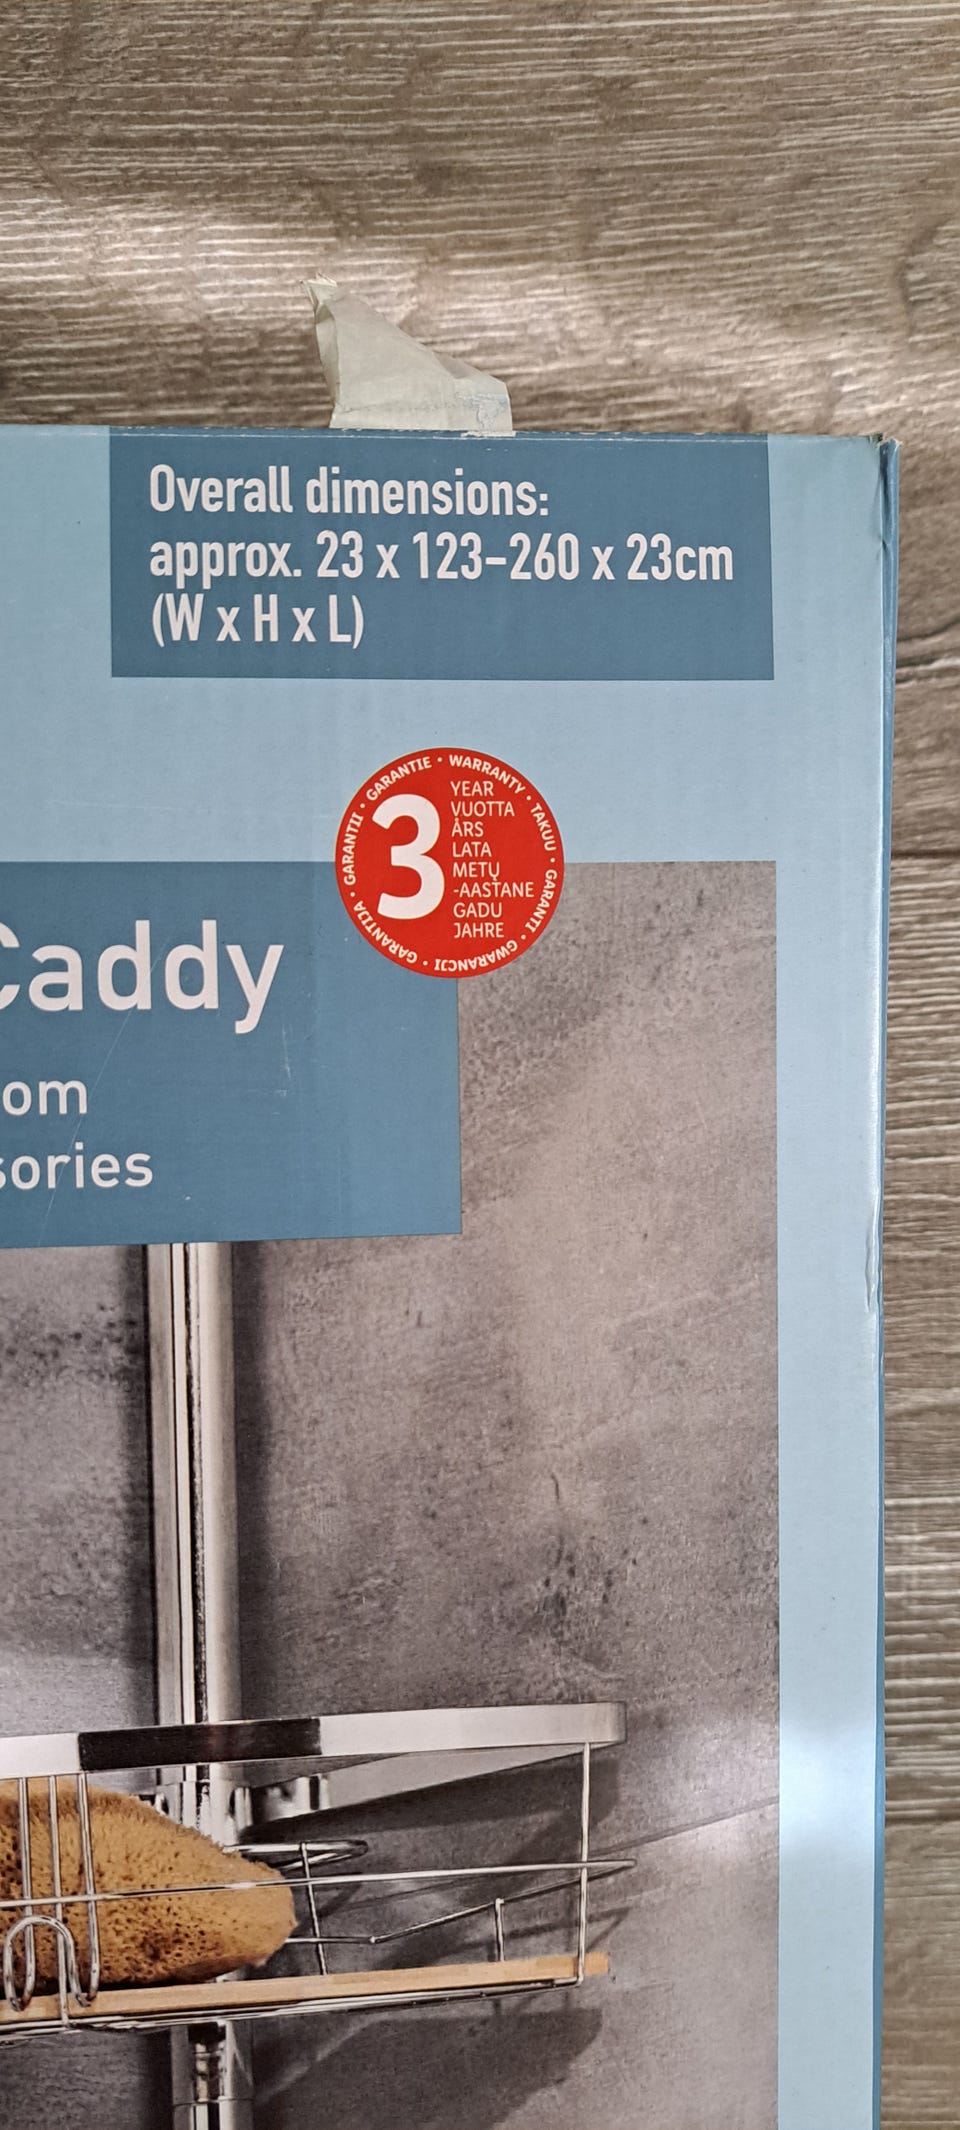 Overall dimensions:
approx. 23 x 123-260 x 23cm
(W x H x L)
GARANTII • GARANTIE • WARRANTY • TAKUU • GARANTI • GWARANCJI • GARANTIJA •
3
YEAR
VUOTTA
ÅRS
LATA
METŲ
-AASTANE
GADU
JAHRE
Caddy
om
sories